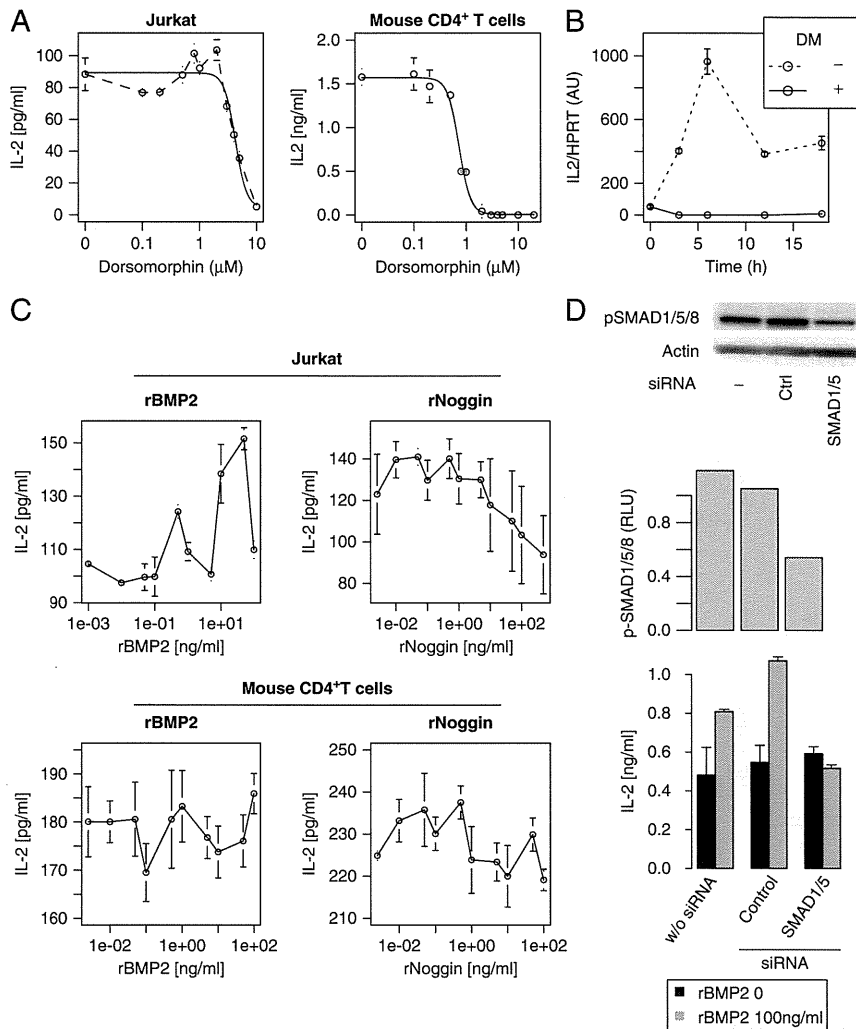 A
Jurkat
IL-2 [pg/ml]
100
80
60
40
20
0
0
0.1
1
10
Dorsomorphin (μM)
Mouse CD4+ T cells
IL2 [ng/ml]
2.0
1.5
1.0
0.5
0.0
0
0.1
1
10
Dorsomorphin (μM)
B
IL2/HPRT (AU)
1000
800
400
200
0
0
5
10
15
Time (h)
DM
−
+
C
Jurkat
rBMP2
IL-2 [pg/ml]
150
130
110
100
90
1e-03
1e-01
1e+01
rBMP2 [ng/ml]
rNoggin
IL-2 [pg/ml]
140
120
100
80
1e-02
1e+00
1e+02
rNoggin [ng/ml]
Mouse CD4+T cells
rBMP2
IL-2 [pg/ml]
190
180
170
160
1e-02
1e+00
1e+02
rBMP2 [ng/ml]
rNoggin
IL-2 [pg/ml]
250
240
230
220
210
1e-02
1e+00
1e+02
rNoggin [ng/ml]
D
pSMAD1/5/8
Actin
siRNA
–
Ctrl
SMAD1/5
p-SMAD1/5/8 (RLU)
0.8
0.4
0.0
IL-2 [ng/ml]
1.0
0.8
0.6
0.4
0.2
0.0
w/o siRNA
Control
SMAD1/5
siRNA
rBMP2 0
rBMP2 100ng/ml